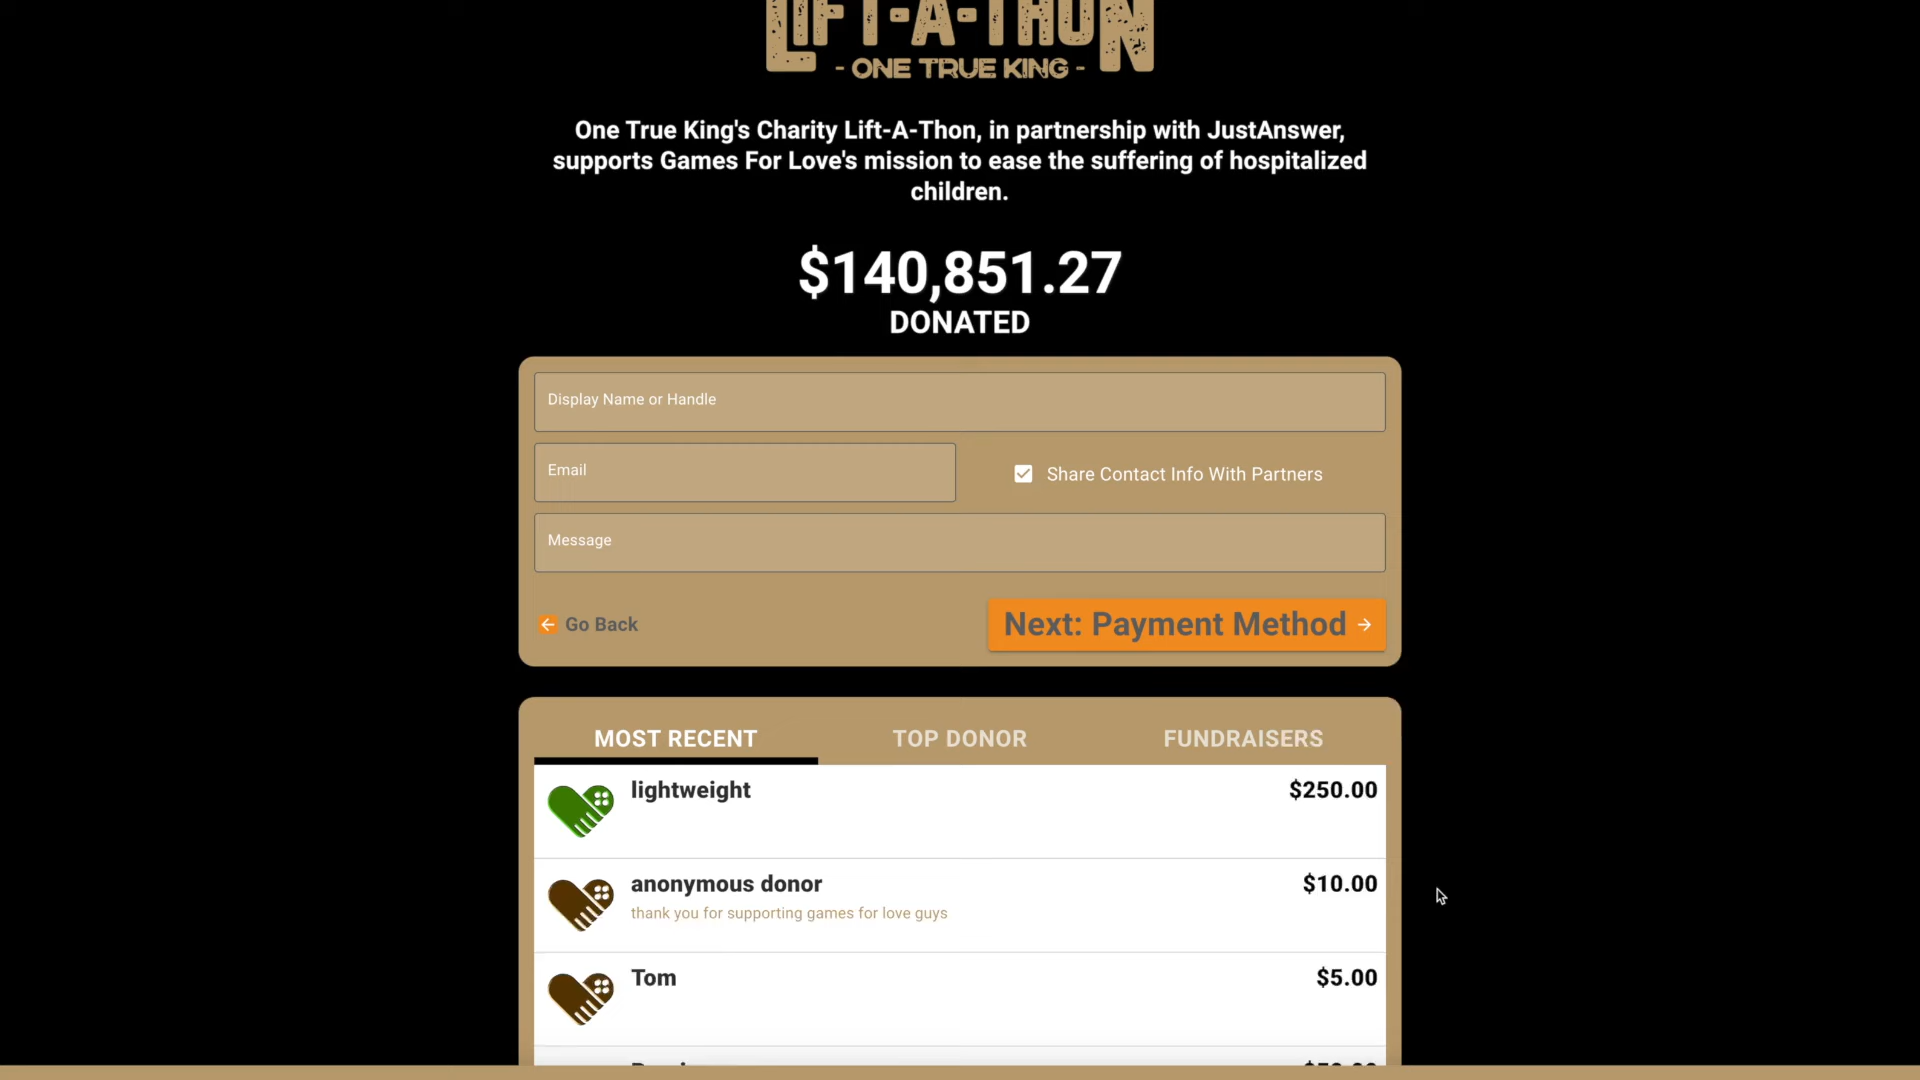 LIFT-A-THON
- ONE TRUE KING -
One True King's Charity Lift-A-Thon, in partnership with JustAnswer,
supports Games For Love's mission to ease the suffering of hospitalized
children.
$140,851.27
DONATED
Display Name or Handle
Email
Share Contact Info With Partners
Message
Go Back
Next: Payment Method
MOST RECENT
TOP DONOR
FUNDRAISERS
lightweight
$250.00
anonymous donor
$10.00
thank you for supporting games for love guys
Tom
$5.00